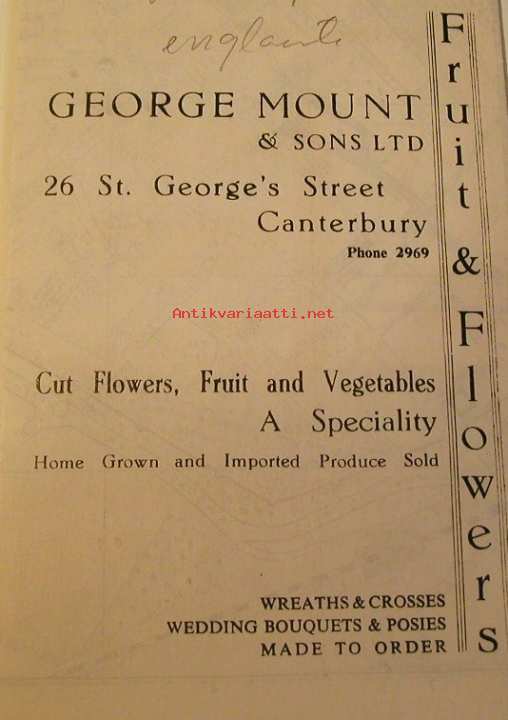 GEORGE MOUNT
& SONS LTD
26 St. George's Street
Canterbury
Phone 2969
Antikvariaatti.net
Cut Flowers, Fruit and Vegetables
A Speciality
Home Grown and Imported Produce Sold
WREATHS & CROSSES
WEDDING BOUQUETS & POSIES
MADE TO ORDER
Fruit & Flowers